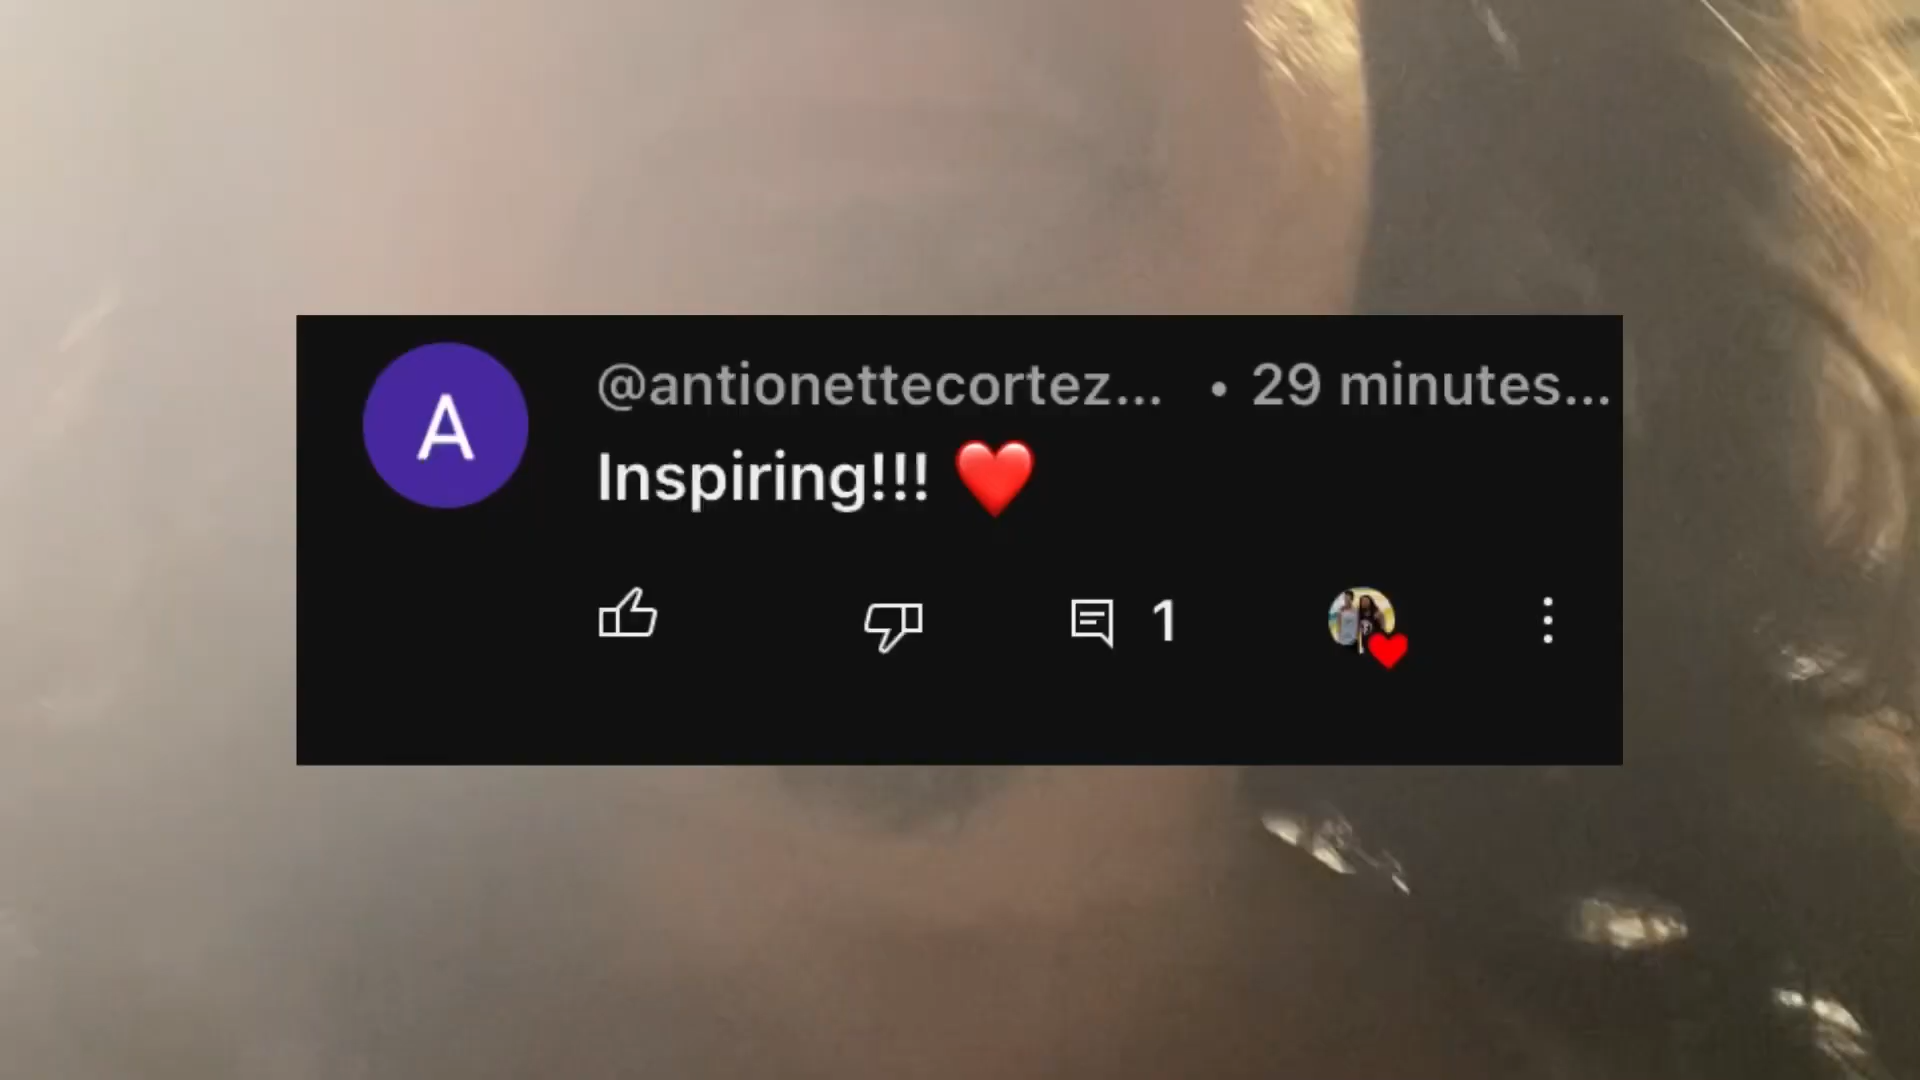 A
@antionettecortez... • 29 minutes...
Inspiring!!! ❤️
1